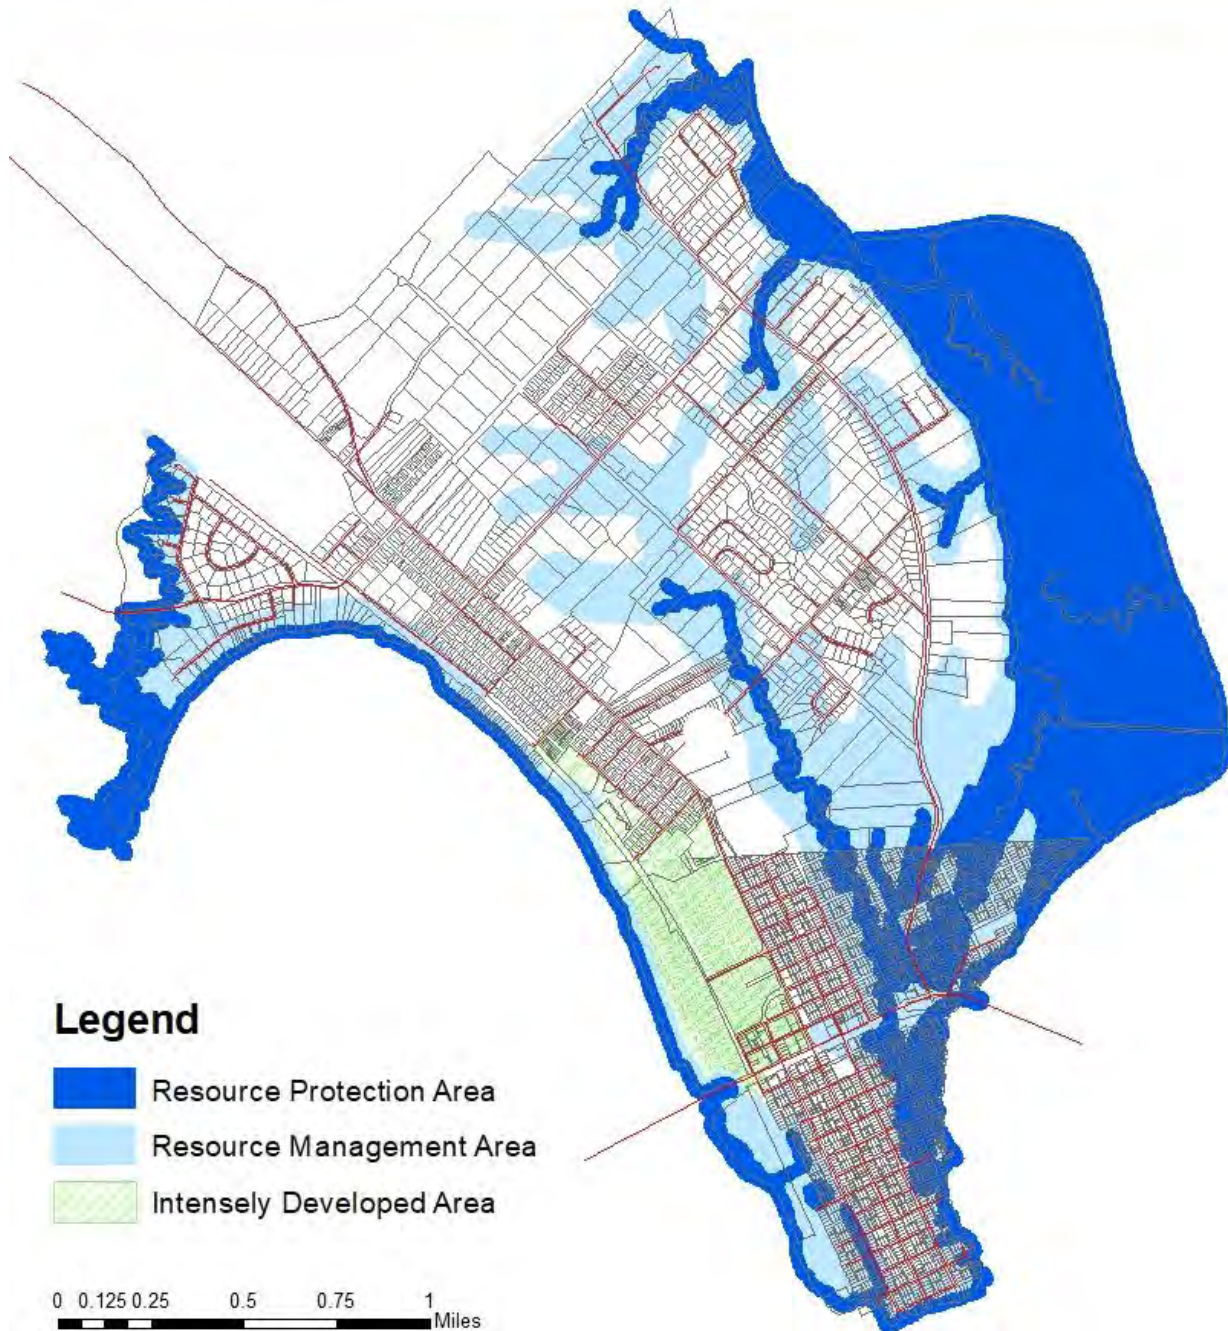 Legend
Resource Protection Area
Resource Management Area
Intensely Developed Area
0 0.125 0.25 0.5 0.75 1
Miles